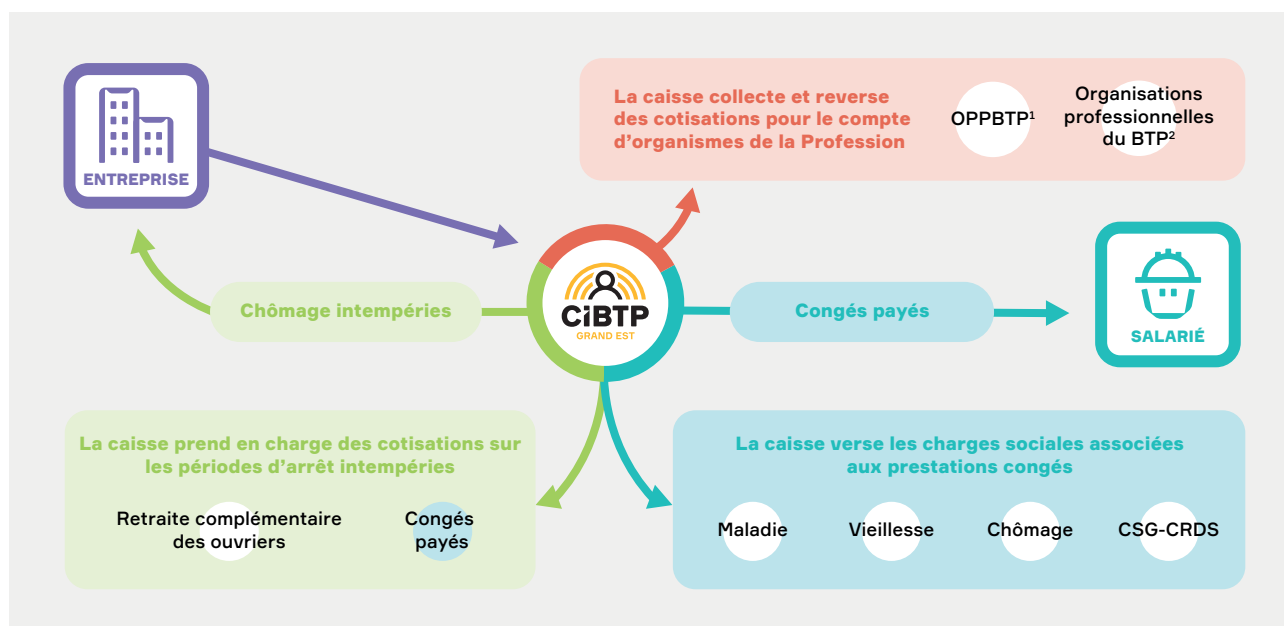 ENTREPRISE
La caisse collecte et reverse
des cotisations pour le compte
d'organismes de la Profession
OPPBTP¹
Organisations
professionnelles
du BTP²
Chômage intempéries
CiBTP
GRAND EST
Congés payés
SALARIÉ
La caisse prend en charge des cotisations sur
les périodes d'arrêt intempéries
Retraite complémentaire
des ouvriers
Congés
payés
La caisse verse les charges sociales associées
aux prestations congés
Maladie
Vieillesse
Chômage
CSG-CRDS